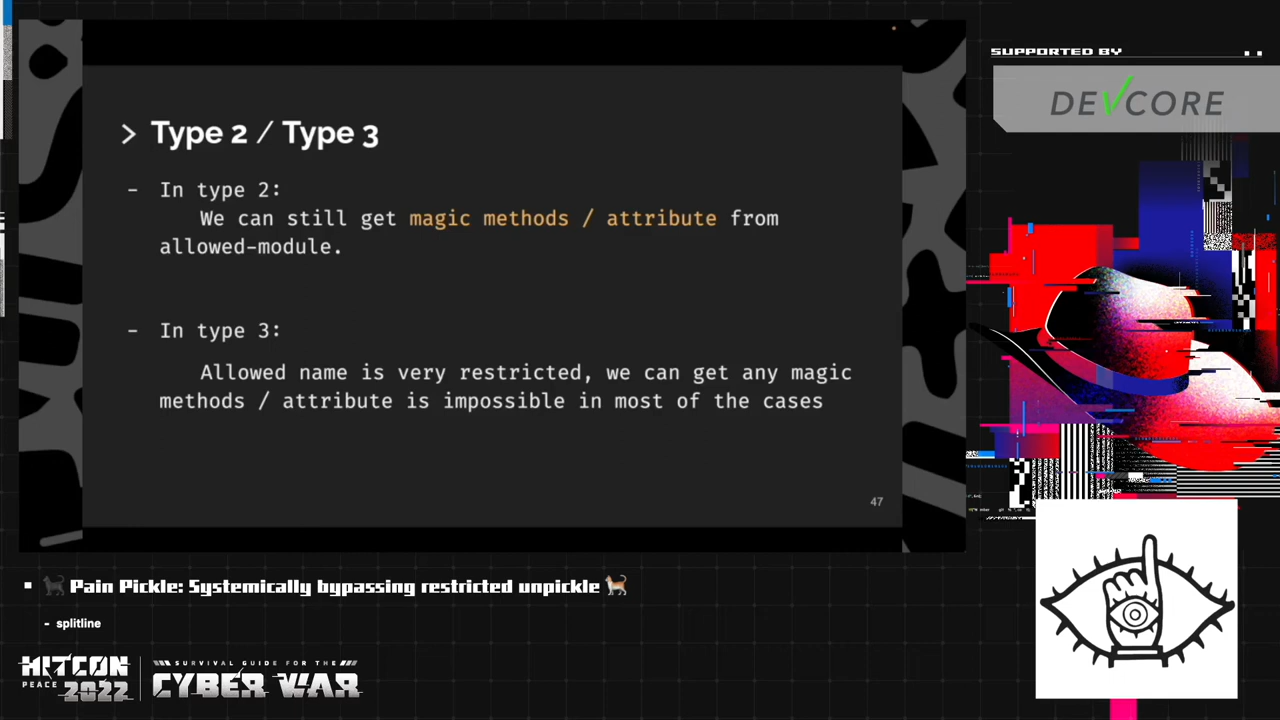 SUPPORTED BY
DEVCORE
> Type 2 / Type 3
- In type 2:
We can still get magic methods / attribute from
allowed-module.
- In type 3:
Allowed name is very restricted, we can get any magic
methods / attribute is impossible in most of the cases
47
Pain Pickle: Systemically bypassing restricted unpickle
- splitline
HITCON
PEACE 2022
SURVIVAL GUIDE FOR THE
CYBER WAR